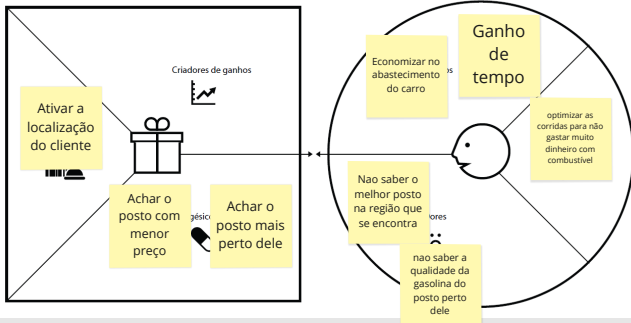 Criadores de ganhos
Ativar a
localização
do cliente
Achar o
posto com
menor
preço
Achar o
posto mais
perto dele
Economizar no
abastecimento
do carro
Ganho
de
tempo
optimizar as
corridas para não
gastar muito
dinheiro com
combustível
Nao saber o
melhor posto
na região que
se encontra
nao saber a
qualidade da
gasolina do
posto perto
dele